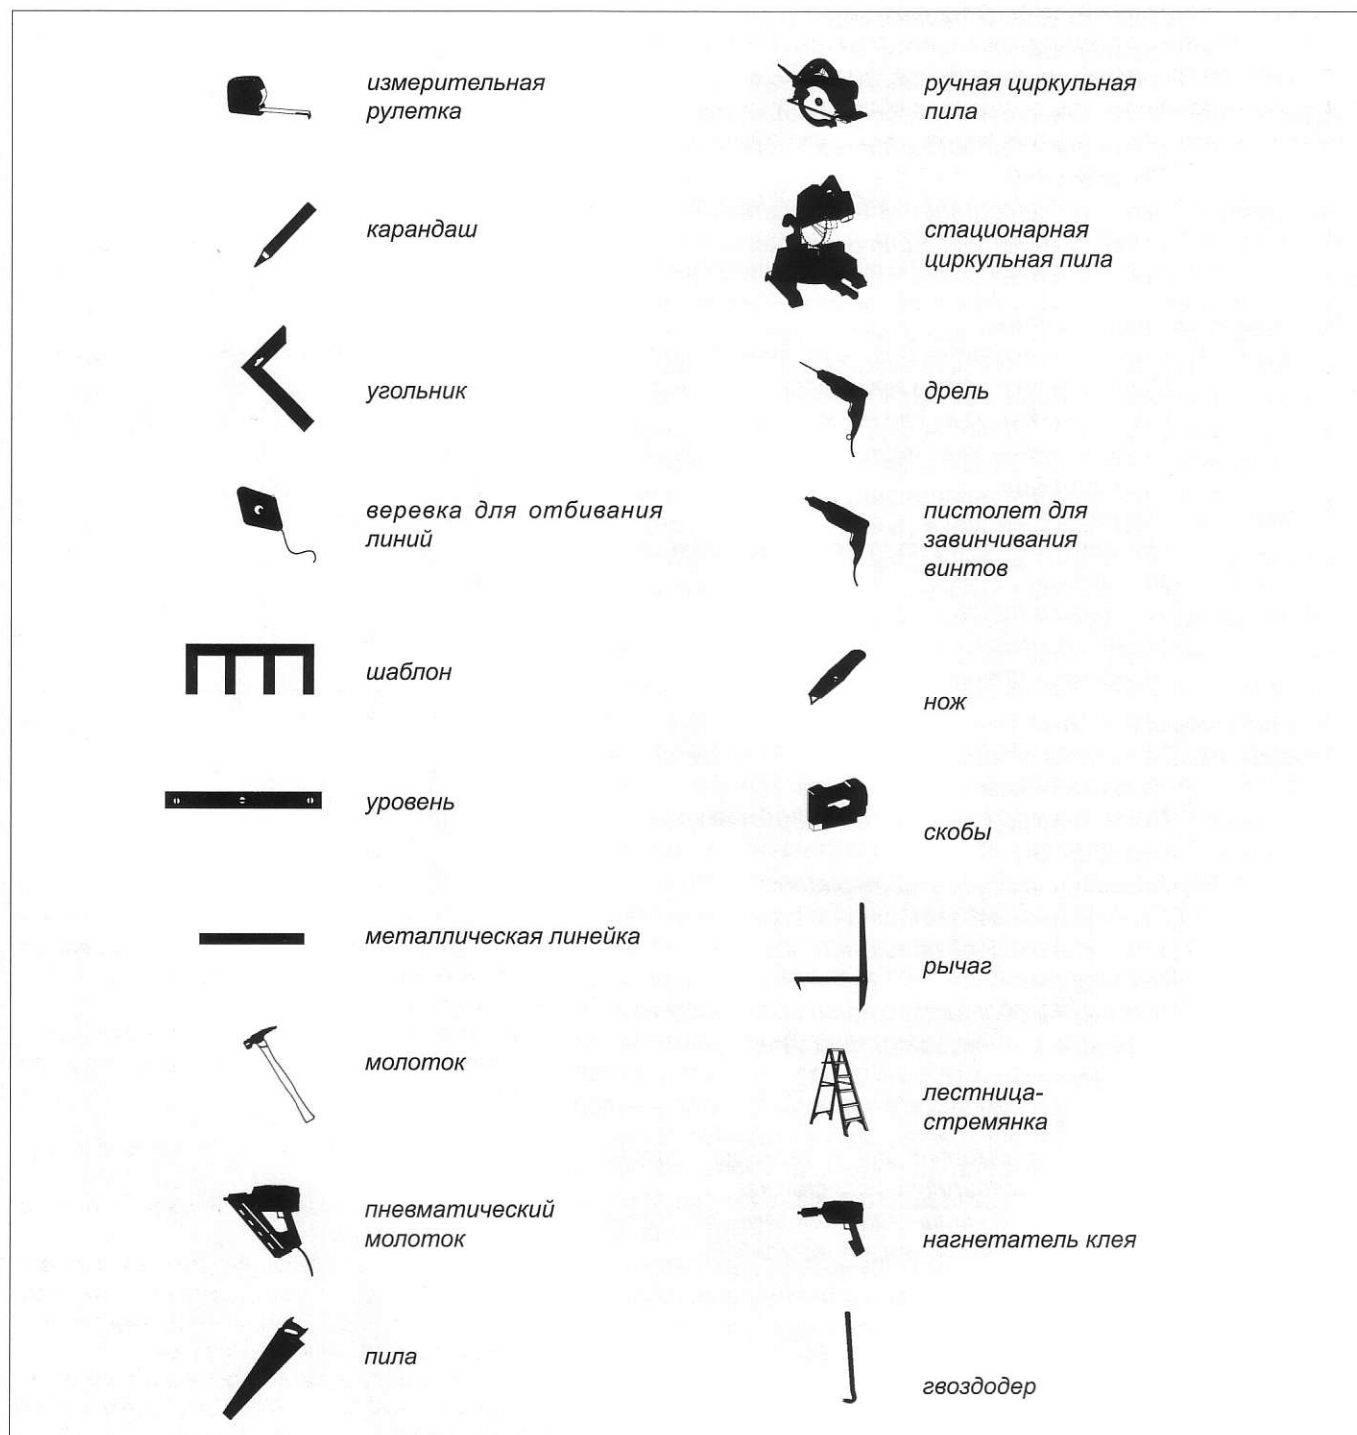 измерительная
рулетка
карандаш
угольник
веревка для отбивания
линий
шаблон
уровень
металлическая линейка
молоток
пневматический
молоток
пила
ручная циркульная
пила
стационарная
циркульная пила
дрель
пистолет для
завинчивания
винтов
нож
скобы
рычаг
лестница-
стремянка
нагнетатель клея
гвоздодер